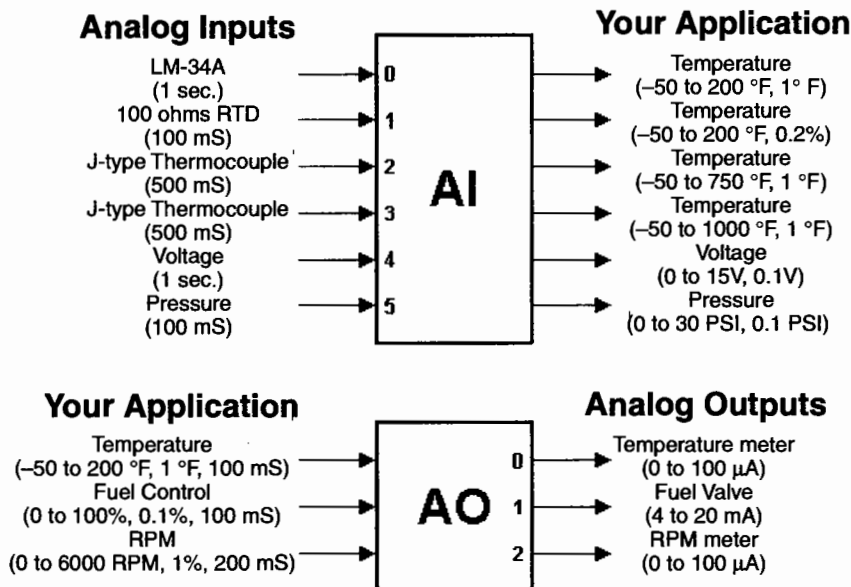 Analog Inputs
LM-34A
(1 sec.)
100 ohms RTD
(100 mS)
J-type Thermocouple
(500 mS)
J-type Thermocouple
(500 mS)
Voltage
(1 sec.)
Pressure
(100 mS)
0
1
2
3
4
5
AI
Your Application
Temperature
(–50 to 200 °F, 1° F)
Temperature
(–50 to 200 °F, 0.2%)
Temperature
(–50 to 750 °F, 1 °F)
Temperature
(–50 to 1000 °F, 1 °F)
Voltage
(0 to 15V, 0.1V)
Pressure
(0 to 30 PSI, 0.1 PSI)
Your Application
Temperature
(–50 to 200 °F, 1 °F, 100 mS)
Fuel Control
(0 to 100%, 0.1%, 100 mS)
RPM
(0 to 6000 RPM, 1%, 200 mS)
AO
0
1
2
Analog Outputs
Temperature meter
(0 to 100 µA)
Fuel Valve
(4 to 20 mA)
RPM meter
(0 to 100 µA)